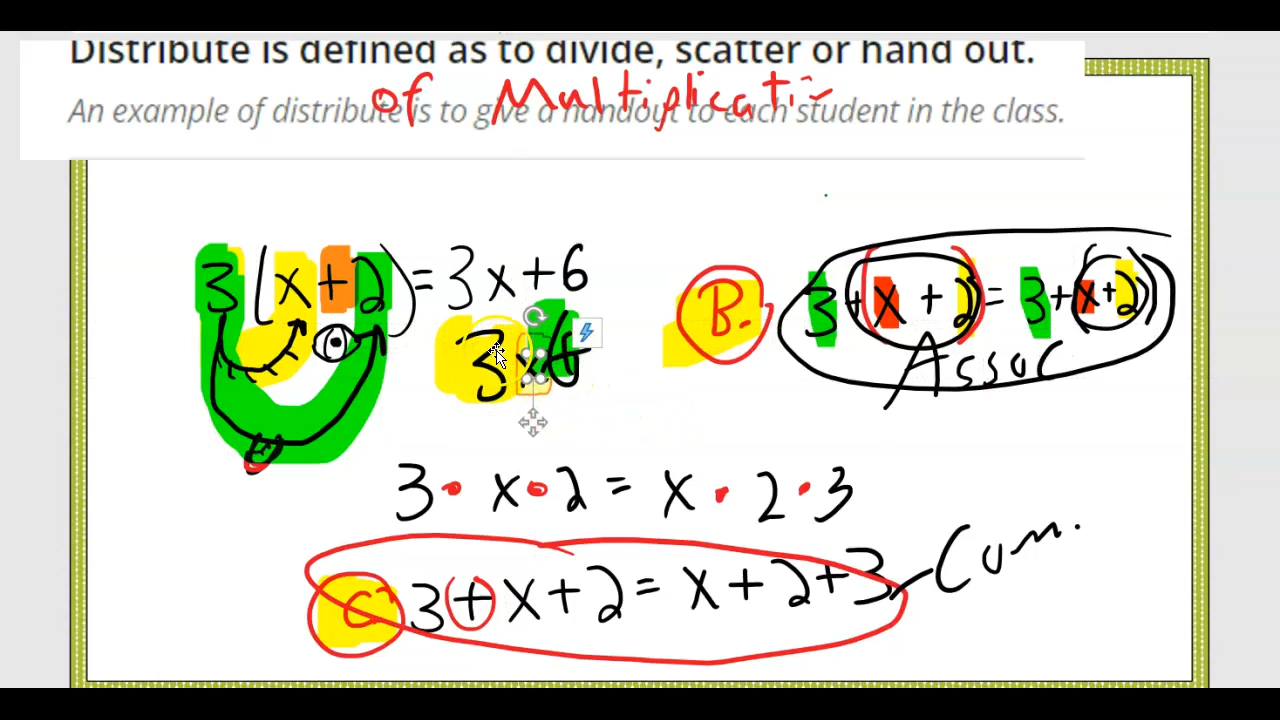 Distribute is defined as to divide, scatter or hand out.
of Multiplicati
An example of distribute is to give a handout to each student in the class.
3(x+2)=3x+6
3x
B. 3+(x+2)=3+(x+2)
Assoc
3·x·2=x·2·3
C 3+x+2=x+2+3
Com.